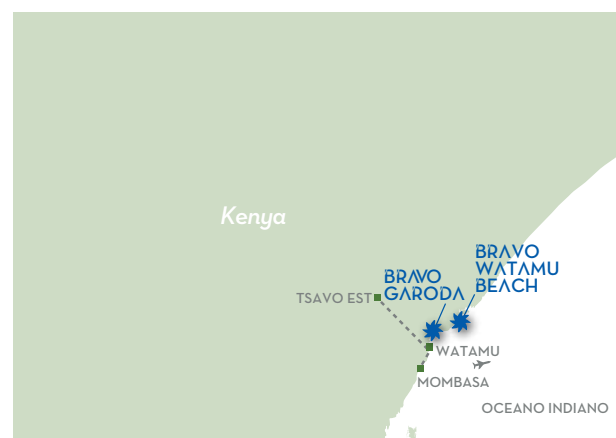 Kenya
BRAVO
WATAMU
BEACH
BRAVO
GARODA
TSAVO EST
WATAMU
MOMBASA
OCEANO INDIANO